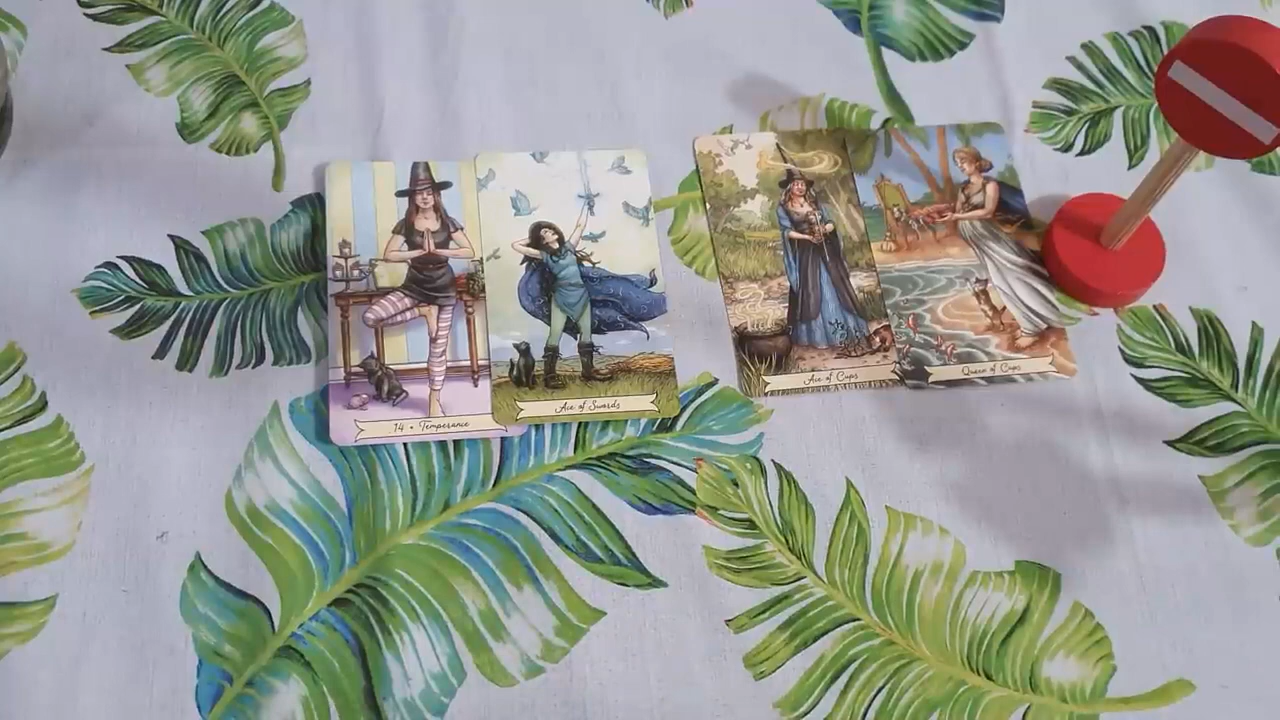 14 • Temperance
Ace of Swords
Ace of Cups
Queen of Cups